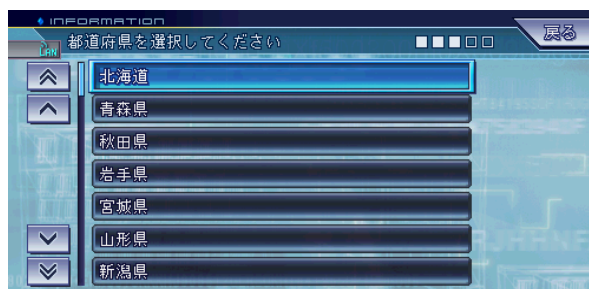 INFORMATION
LAN
都道府県を選択してください
戻る
北海道
青森県
秋田県
岩手県
宮城県
山形県
新潟県